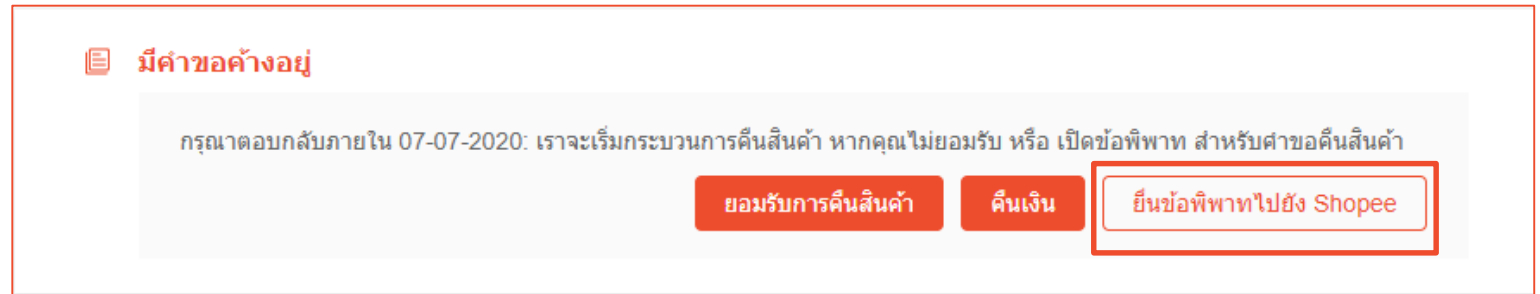 มีคำขอค้างอยู่
กรุณาตอบกลับภายใน 07-07-2020: เราจะเริ่มกระบวนการคืนสินค้า หากคุณไม่ยอมรับ หรือ เปิดข้อพิพาท สำหรับคำขอคืนสินค้า
ยอมรับการคืนสินค้า คืนเงิน ยื่นข้อพิพาทไปยัง Shopee